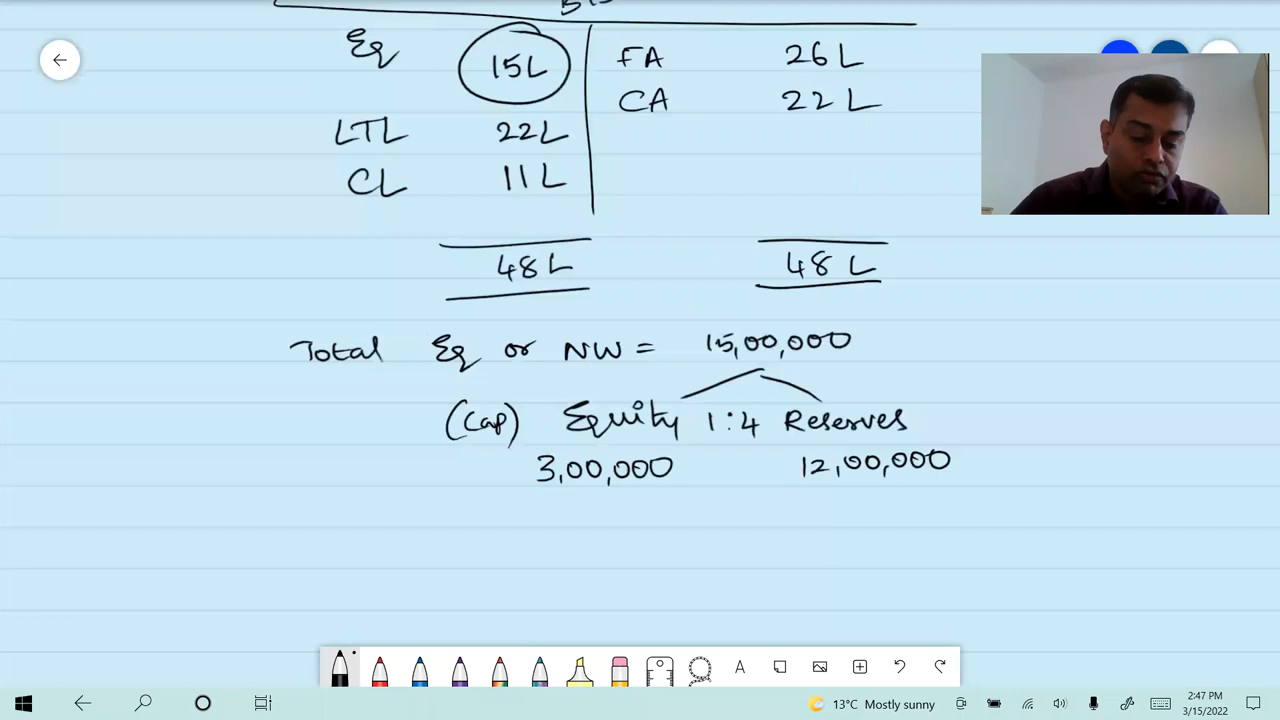 Eq 15L FA 26L
CA 22L
LTL 22L
CL 11L
48L 48L
Total Eq or NW = 15,00,000
(Cap) Equity 1:4 Reserves
3,00,000 12,00,000
A
13°C Mostly sunny
2:47 PM
3/15/2022